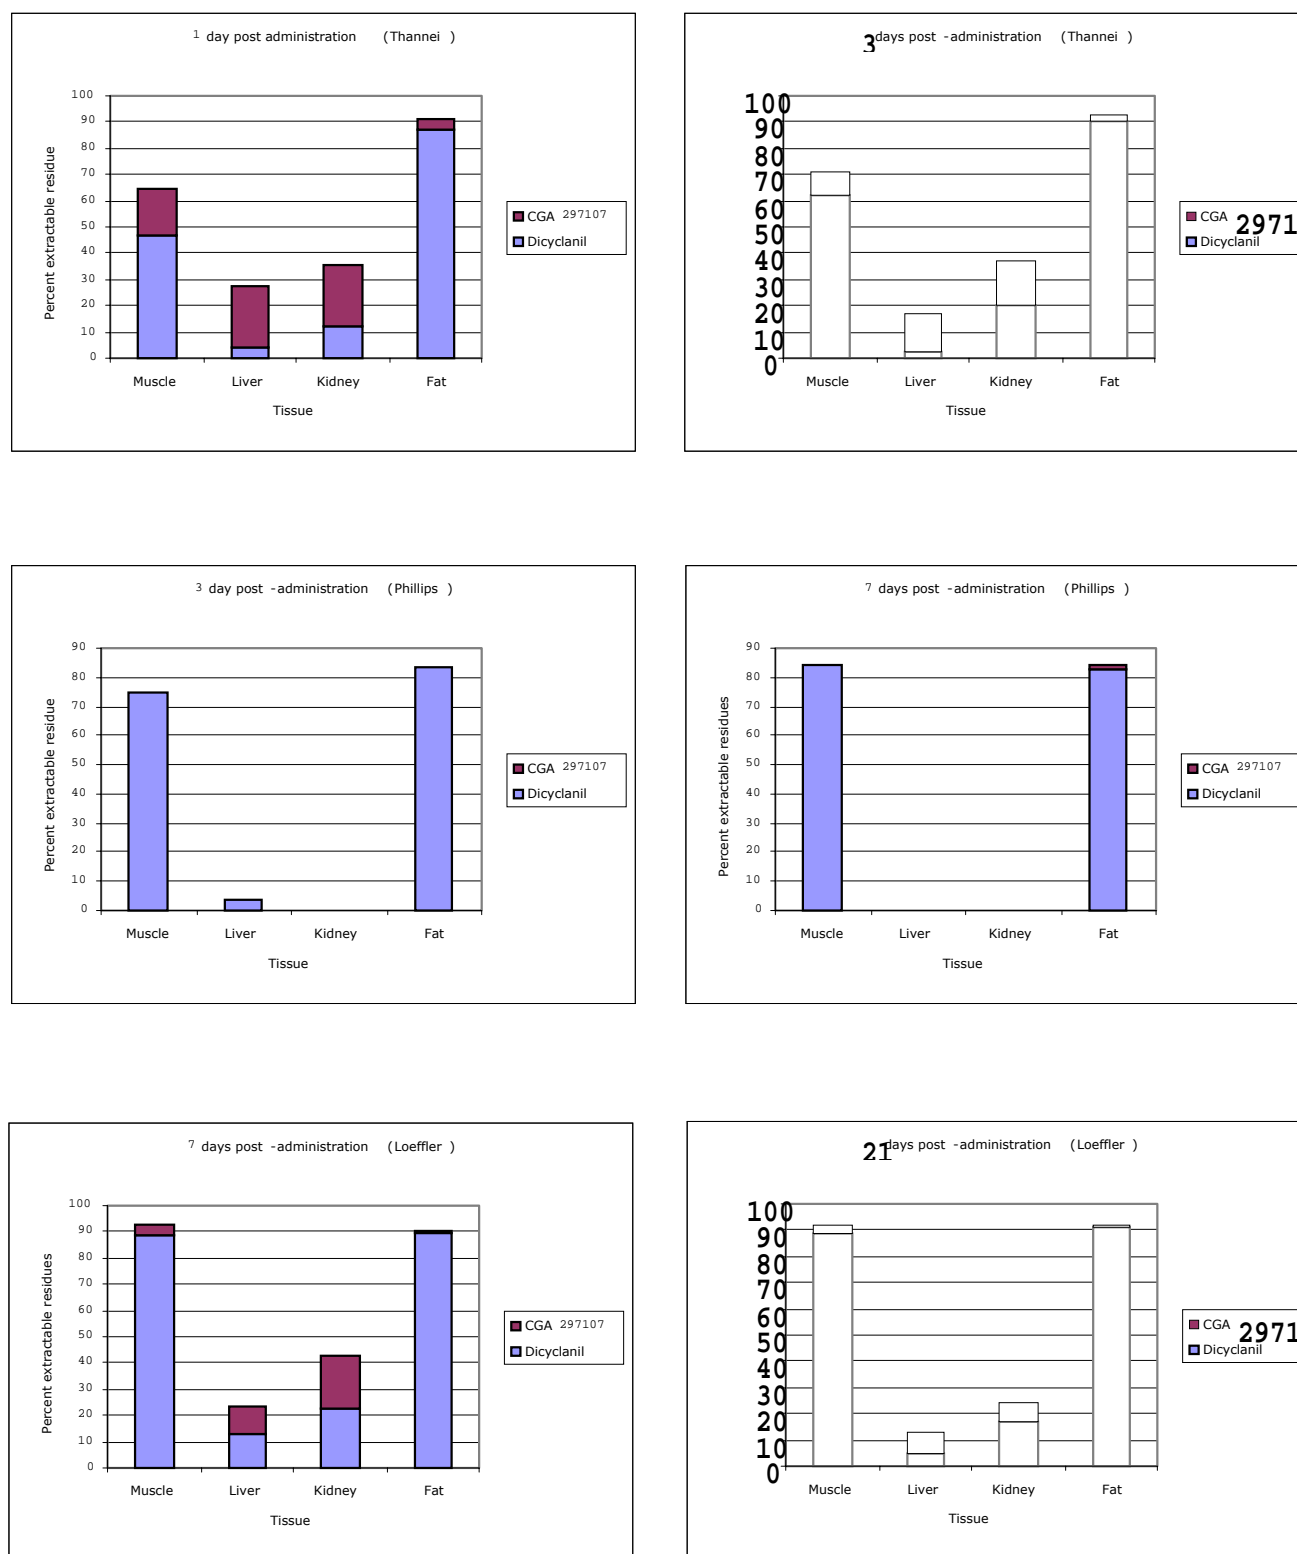 1 day post administration (Thannei )
Percent extractable residue
100
90
80
70
60
50
40
30
20
10
0
Muscle Liver Kidney Fat
Tissue
CGA 297107
Dicyclanil
3 days post -administration (Thannei )
100
90
80
70
60
50
40
30
20
10
0
Muscle Liver Kidney Fat
Tissue
CGA 2971
Dicyclanil
3 day post -administration (Phillips )
Percent extractable residue
90
80
70
60
50
40
30
20
10
0
Muscle Liver Kidney Fat
Tissue
CGA 297107
Dicyclanil
7 days post -administration (Phillips )
Percent extractable residues
90
80
70
60
50
40
30
20
10
0
Muscle Liver Kidney Fat
Tissue
CGA 297107
Dicyclanil
7 days post -administration (Loeffler )
Percent extractable residues
100
90
80
70
60
50
40
30
20
10
0
Muscle Liver Kidney Fat
Tissue
CGA 297107
Dicyclanil
21 days post -administration (Loeffler )
100
90
80
70
60
50
40
30
20
10
0
Muscle Liver Kidney Fat
Tissue
CGA 2971
Dicyclanil